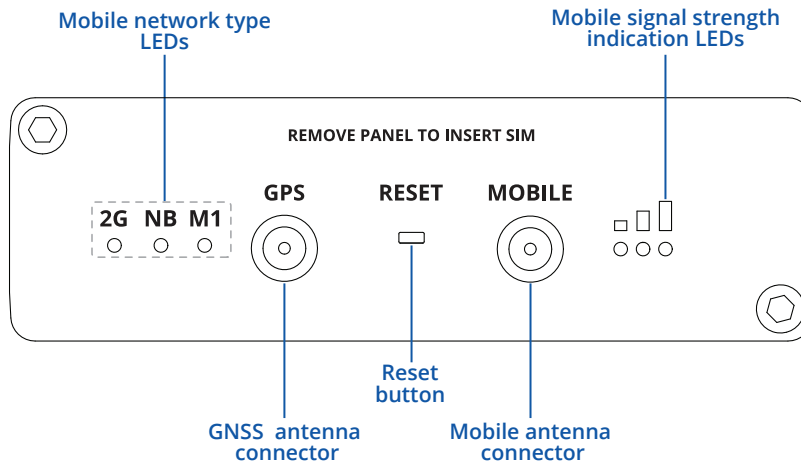 Mobile network type
LEDs
Mobile signal strength
indication LEDs
REMOVE PANEL TO INSERT SIM
GPS RESET MOBILE
2G NB M1
Reset
button
GNSS antenna
connector
Mobile antenna
connector